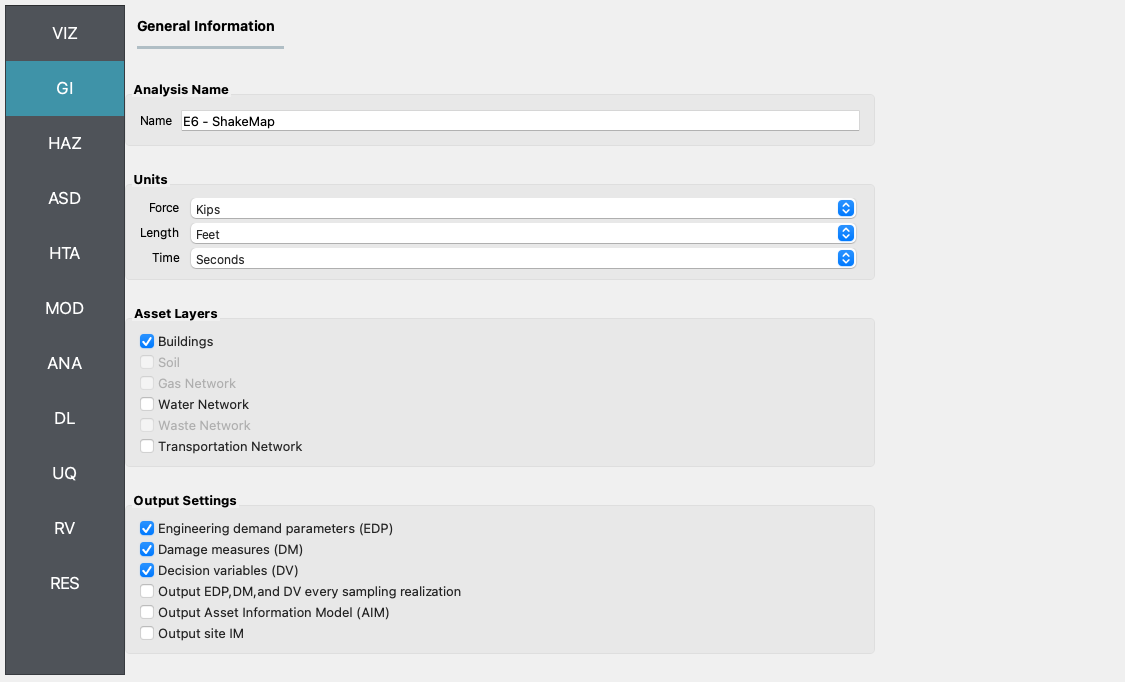 VIZ
GI
HAZ
ASD
HTA
MOD
ANA
DL
UQ
RV
RES
General Information
Analysis Name
Name E6 - ShakeMap
Units
Force Kips
Length Feet
Time Seconds
Asset Layers
Buildings
Soil
Gas Network
Water Network
Waste Network
Transportation Network
Output Settings
Engineering demand parameters (EDP)
Damage measures (DM)
Decision variables (DV)
Output EDP,DM,and DV every sampling realization
Output Asset Information Model (AIM)
Output site IM